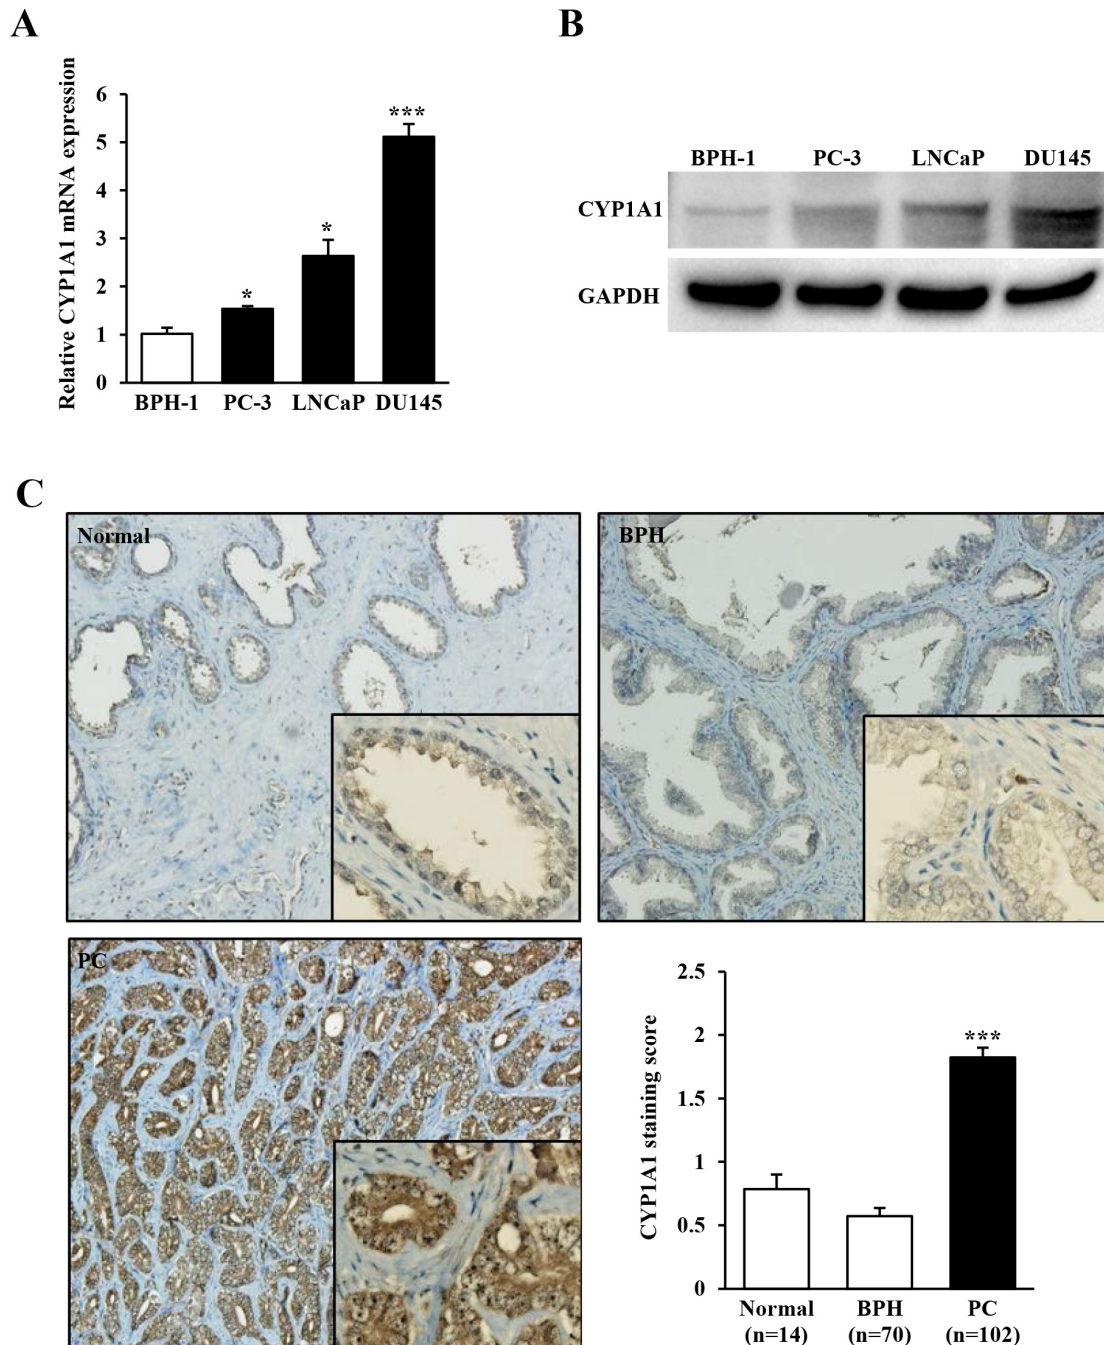 A
Relative CYP1A1 mRNA expression
6
5
4
3
2
1
0
***
*
*
BPH-1 PC-3 LNCaP DU145
B
BPH-1 PC-3 LNCaP DU145
CYP1A1
GAPDH
C
Normal
BPH
PC
CYP1A1 staining score
2.5
2
1.5
1
0.5
0
***
Normal BPH PC
(n=14) (n=70) (n=102)